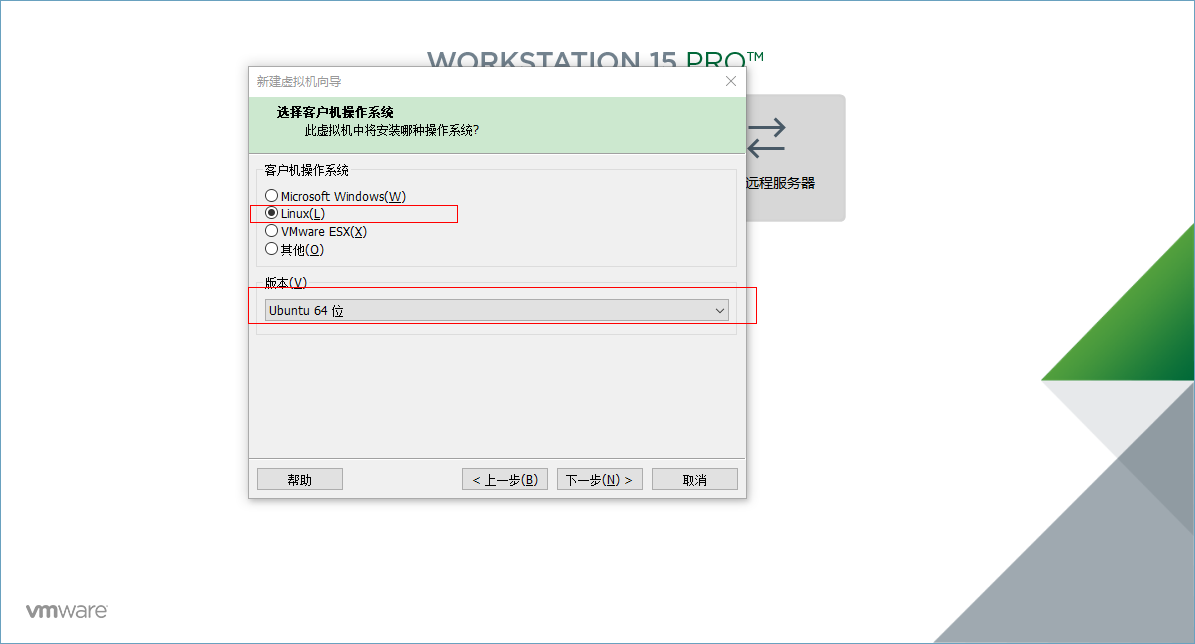 WORKSTATION 15 PRO™
新建虚拟机向导
选择客户机操作系统
此虚拟机中将安装哪种操作系统?
远程服务器
客户机操作系统
Microsoft Windows(W)
Linux(L)
VMware ESX(X)
其他(O)
版本(V)
Ubuntu 64 位
帮助
< 上一步(B)
下一步(N) >
取消
vmware